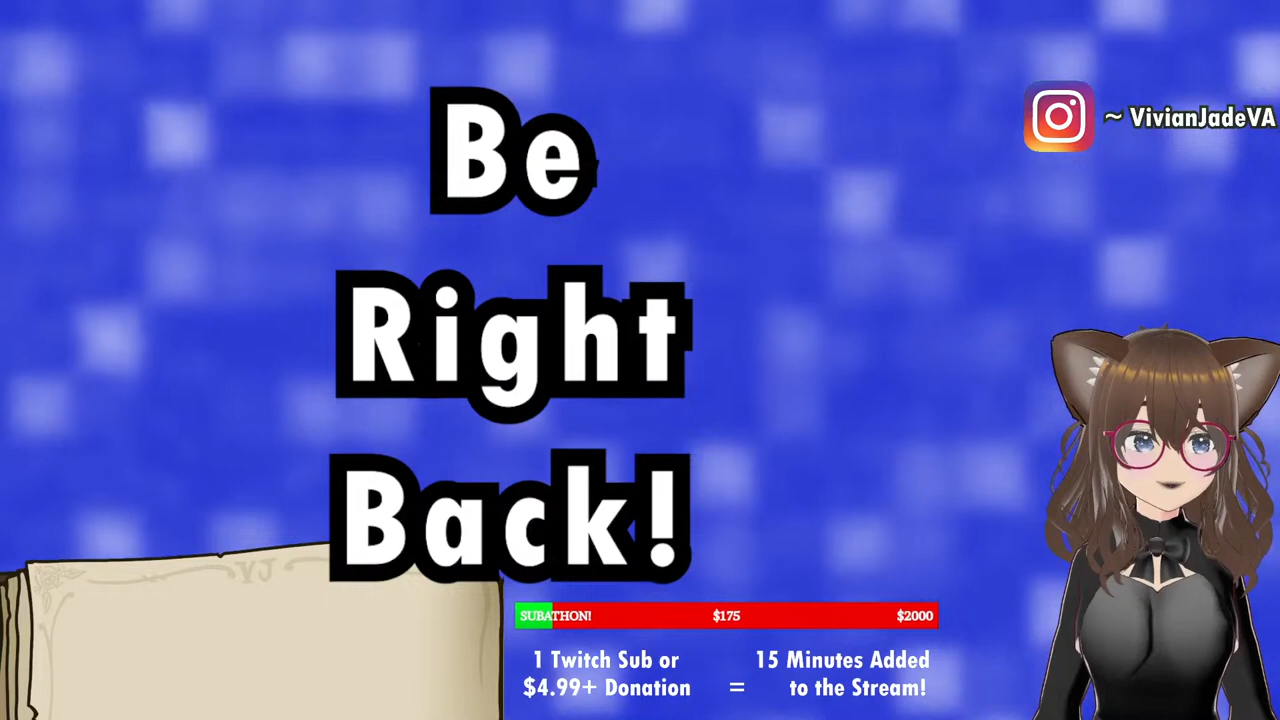 Be
Right
Back!
~ VivianJadeVA
VJ
SUBATHON! $175 $2000
1 Twitch Sub or
$4.99+ Donation
=
15 Minutes Added
to the Stream!